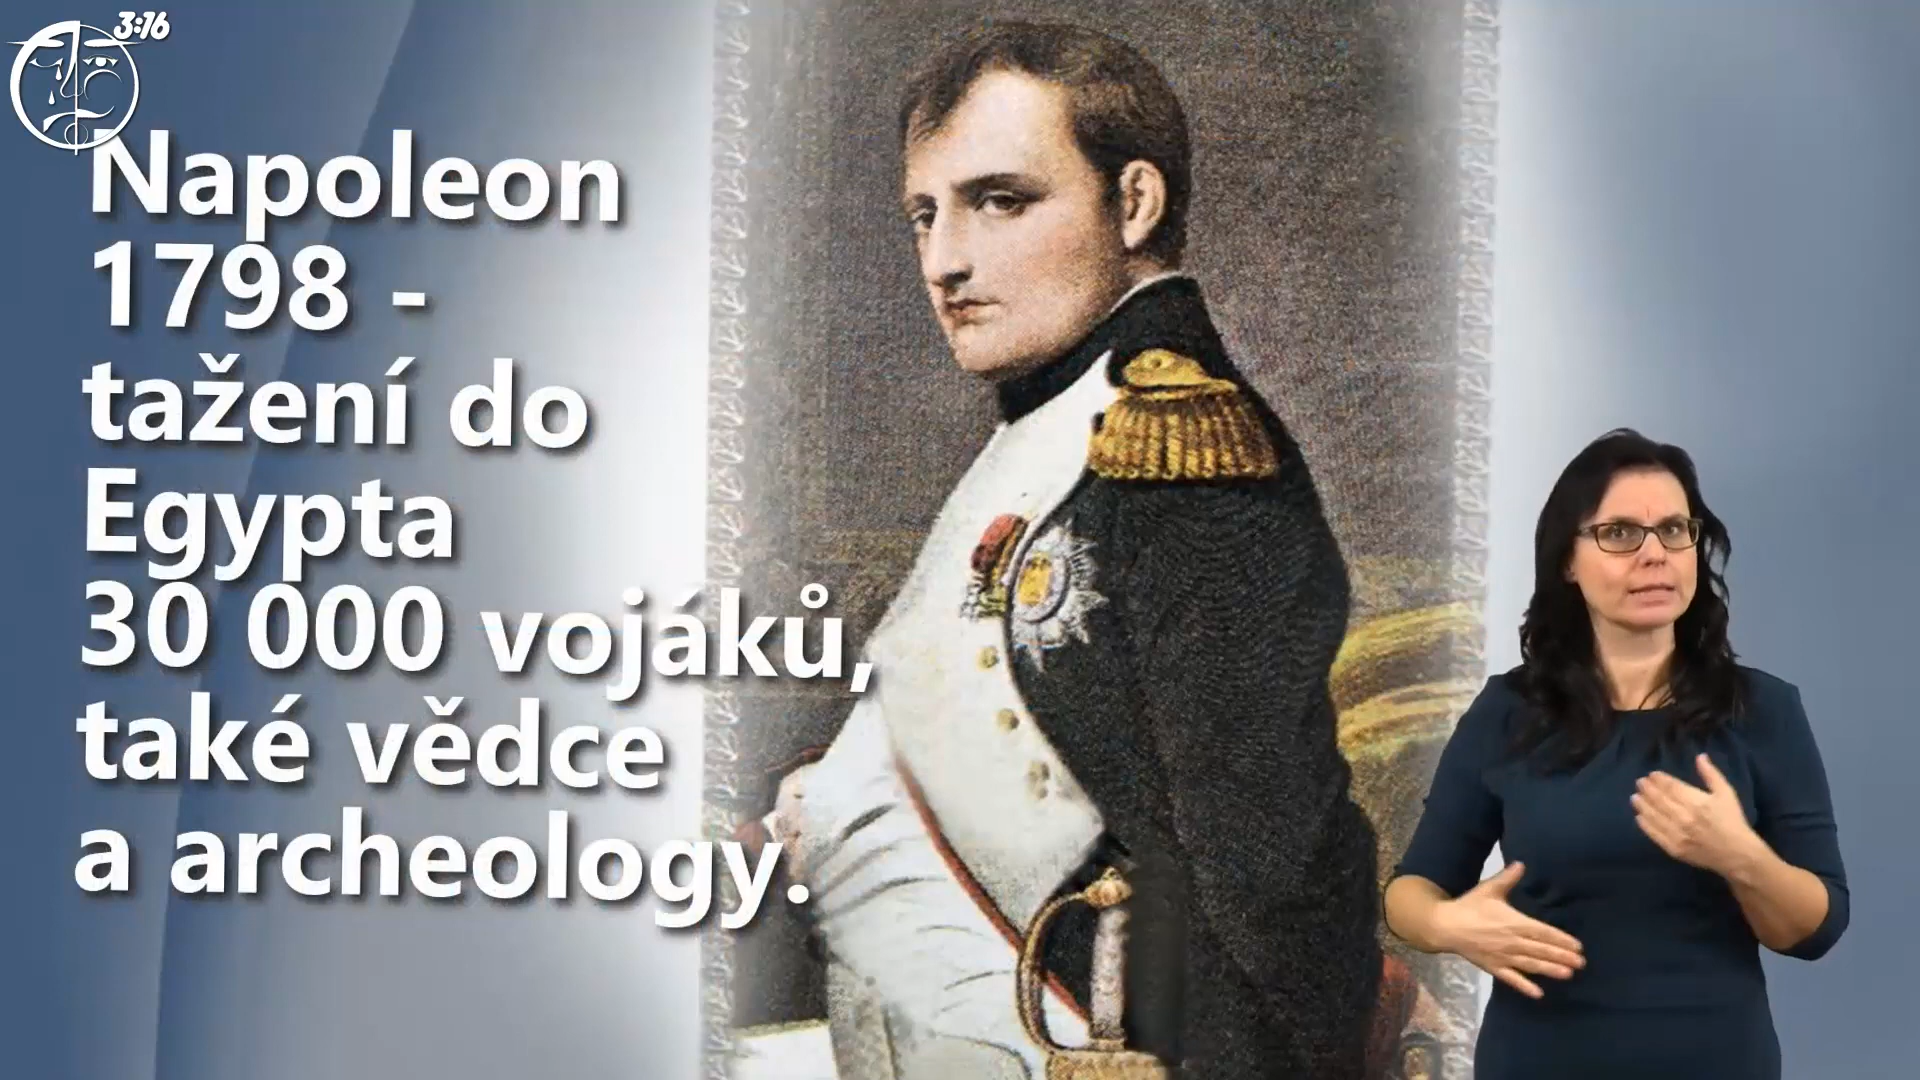 3:16
Napoleon
1798 -
tažení do
Egypta
30 000 vojáků,
také vědce
a archeology.